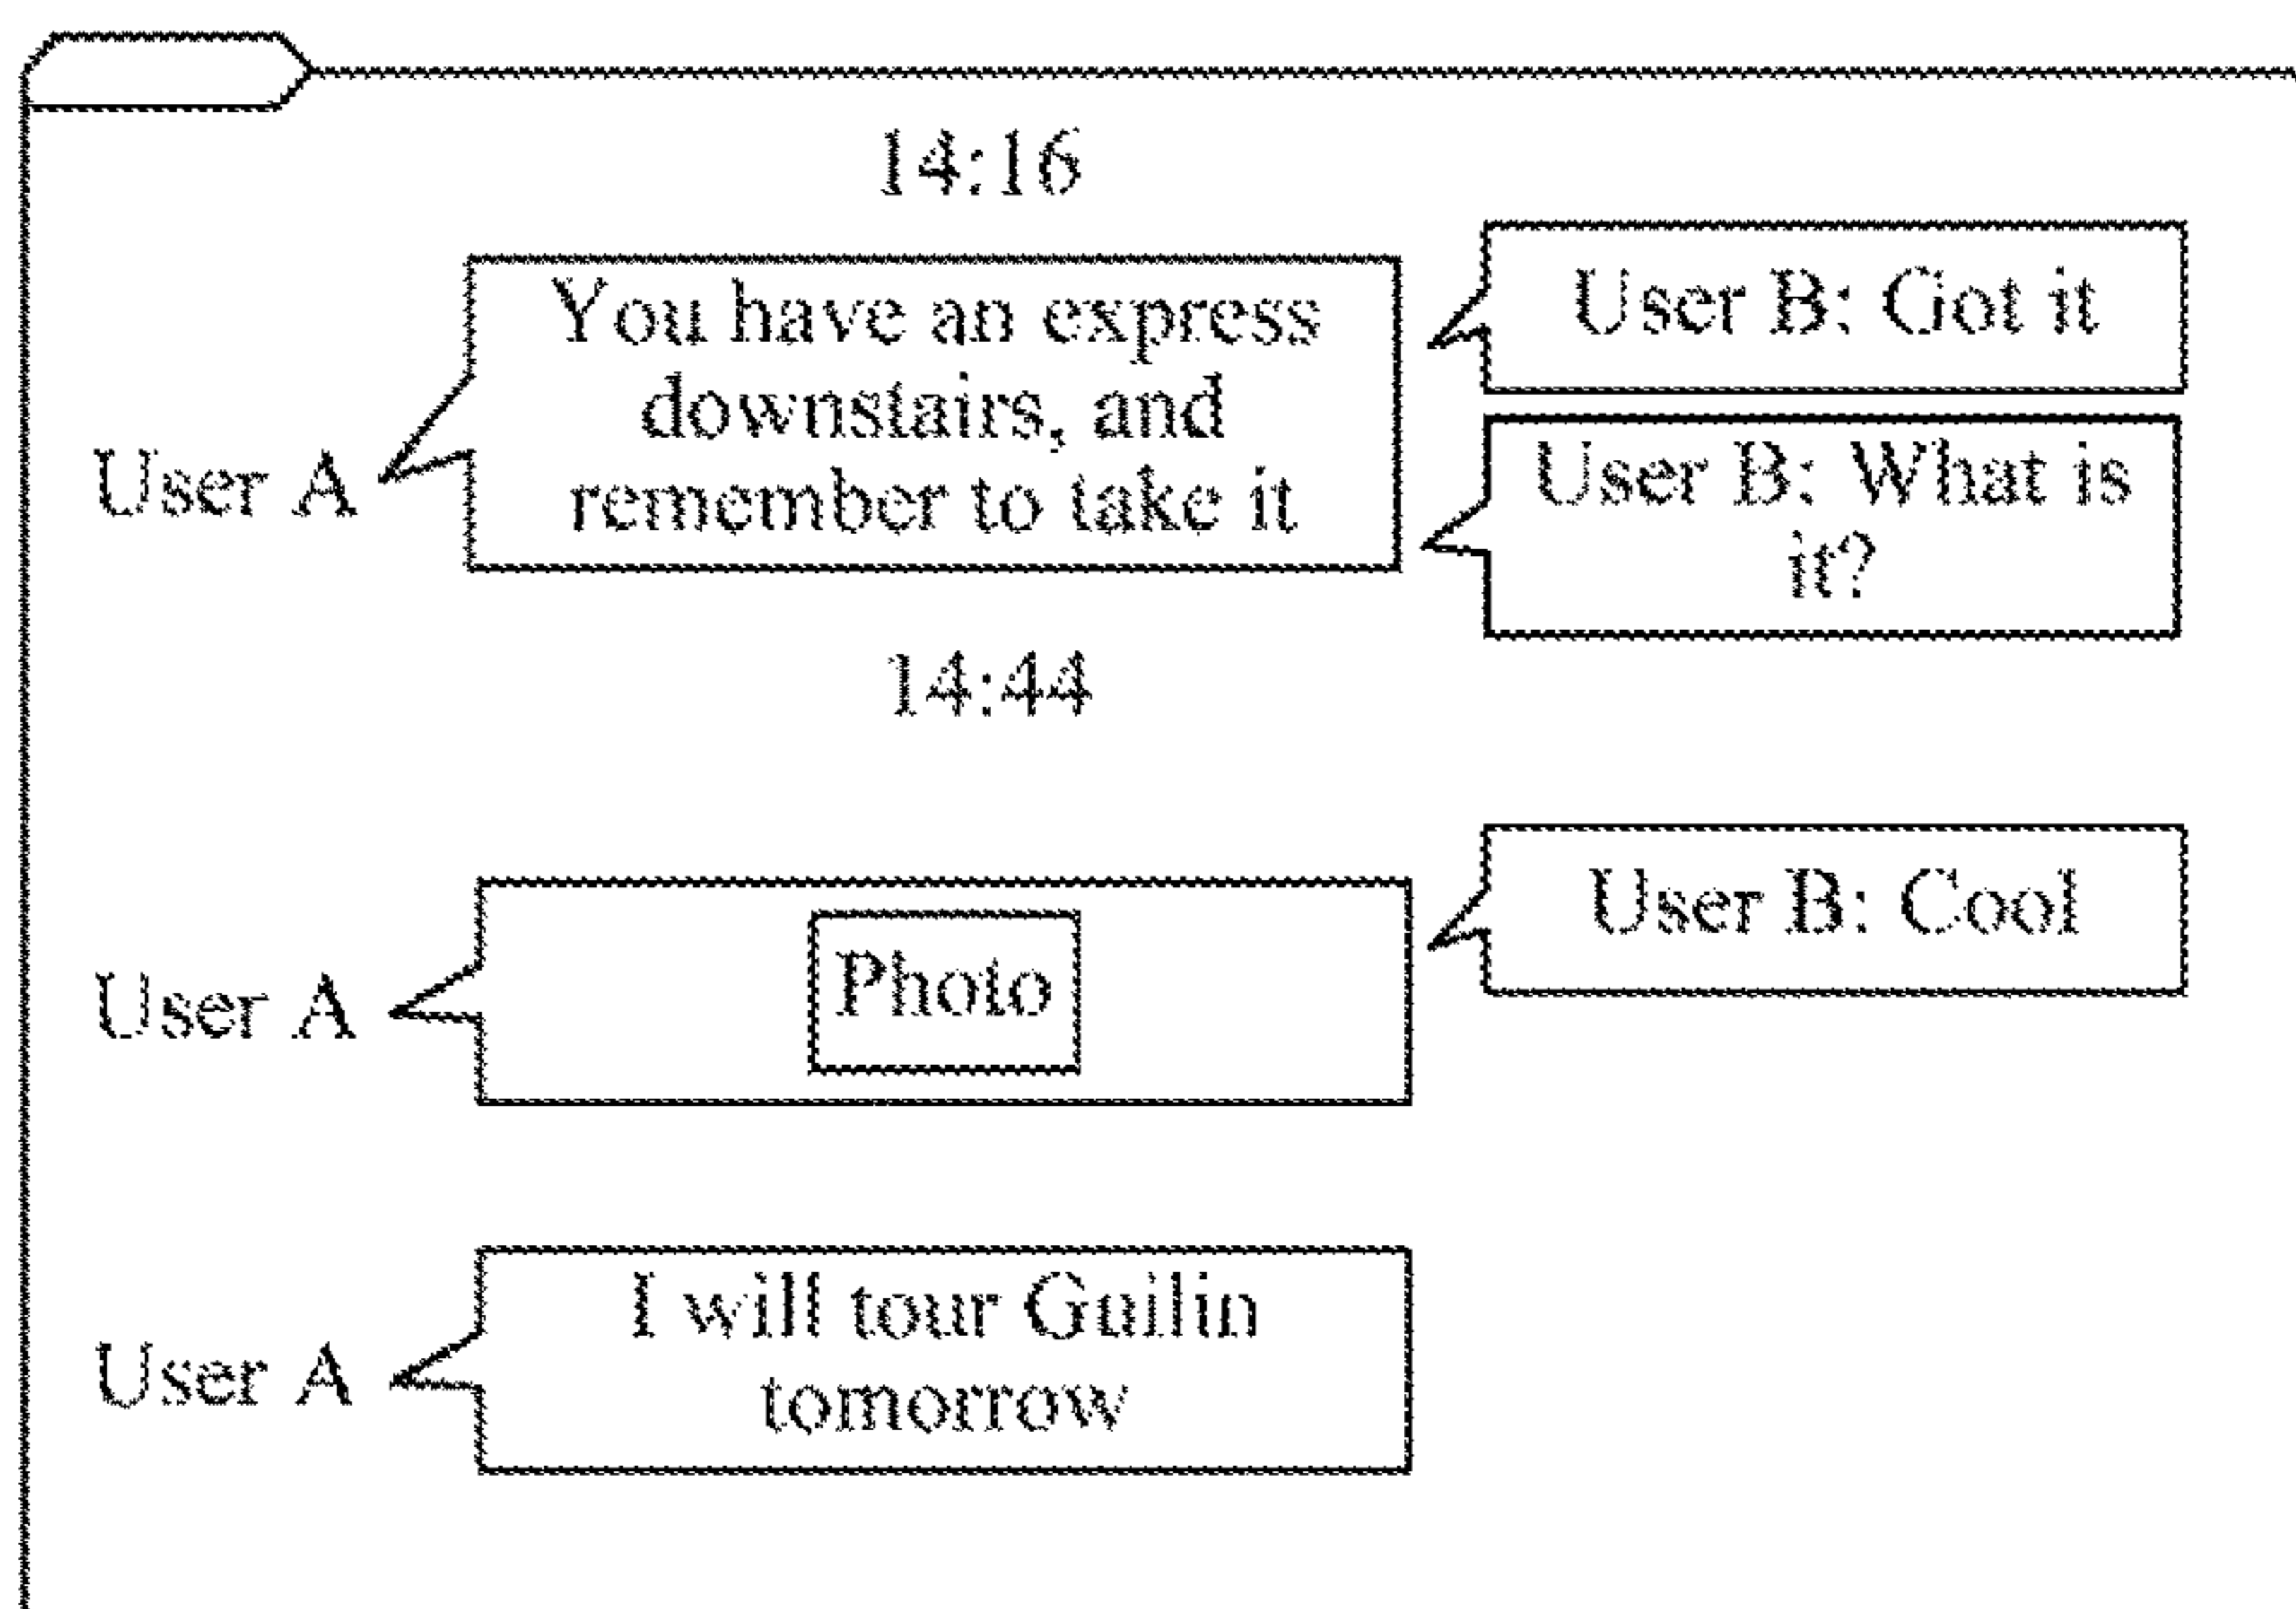 14:16
User A
You have an express
downstairs, and
remember to take it
User B: Got it
User B: What is
it?
14:44
User A
Photo
User B: Cool
User A
I will tour Guilin
tomorrow